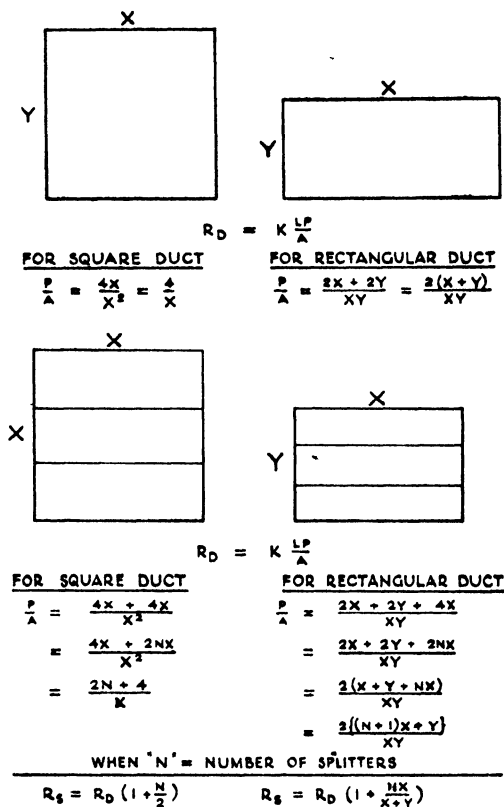 X
Y
X
Y
R_D = K LP/A
FOR SQUARE DUCT
P/A = 4X/X² = 4/X
FOR RECTANGULAR DUCT
P/A = 2X + 2Y/XY = 2(X + Y)/XY
X
X
X
Y
R_D = K LP/A
FOR SQUARE DUCT
P/A = 4X + 4X/X²
= 4X + 2NX/X²
= 2N + 4/K
FOR RECTANGULAR DUCT
P/A = 2X + 2Y + 4X/XY
= 2X + 2Y + 2NX/XY
= 2(X + Y + NX)/XY
= 2{(N + 1)X + Y}/XY
WHEN "N" = NUMBER OF SPLITTERS
R_S = R_D (1 + N/2)
R_S = R_D (1 + NX/X + Y)